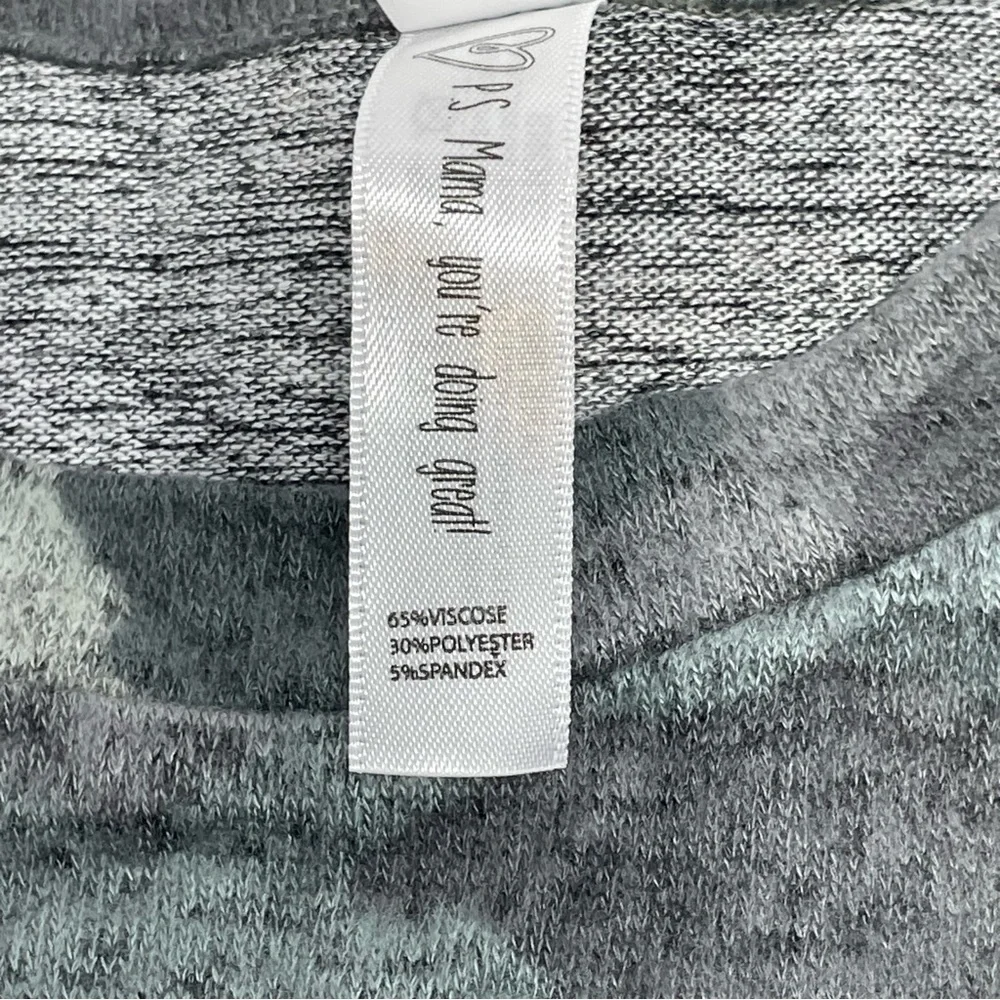 P.S. Mama, you're doing great!
65%VISCOSE
30%POLYESTER
5%SPANDEX